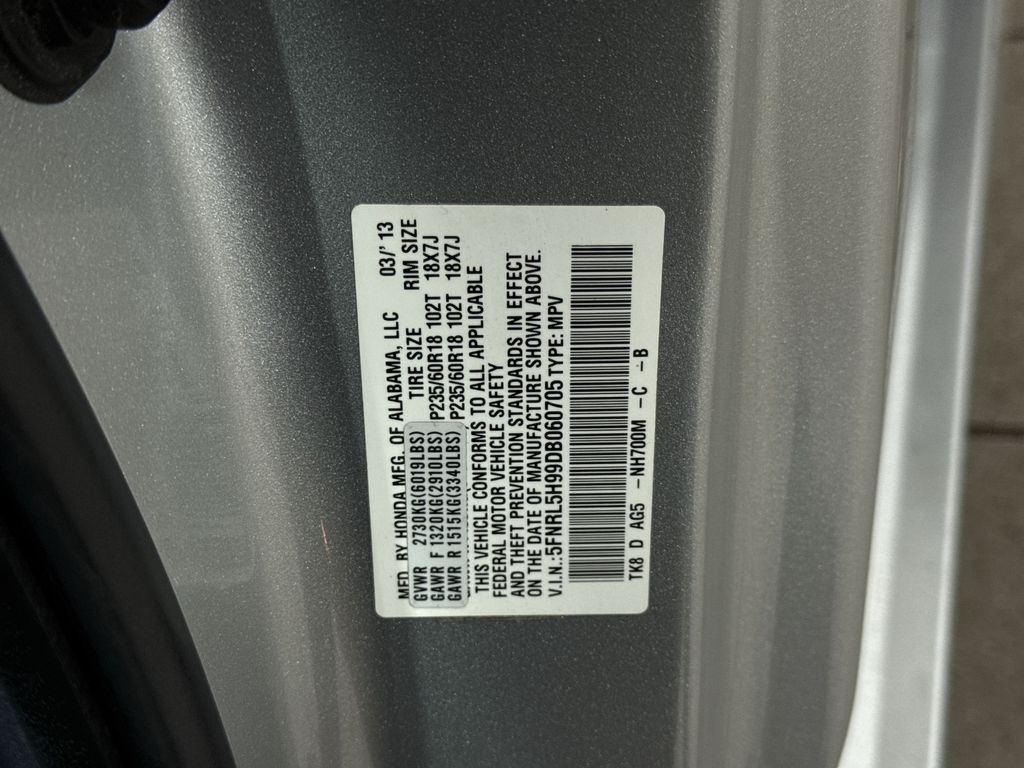 MFD. BY HONDA MFG. OF ALABAMA, LLC 03/'13
GVWR 2730KG(6019LBS) TIRE SIZE RIM SIZE
GAWR F 1320KG(2910LBS) P235/60R18 102T 18X7J
GAWR R 1515KG(3340LBS) P235/60R18 102T 18X7J
THIS VEHICLE CONFORMS TO ALL APPLICABLE
FEDERAL MOTOR VEHICLE SAFETY
AND THEFT PREVENTION STANDARDS IN EFFECT
ON THE DATE OF MANUFACTURE SHOWN ABOVE.
V.I.N.:5FNRL5H99DB060705 TYPE: MPV
TK8 D AG5 -NH700M -C -B